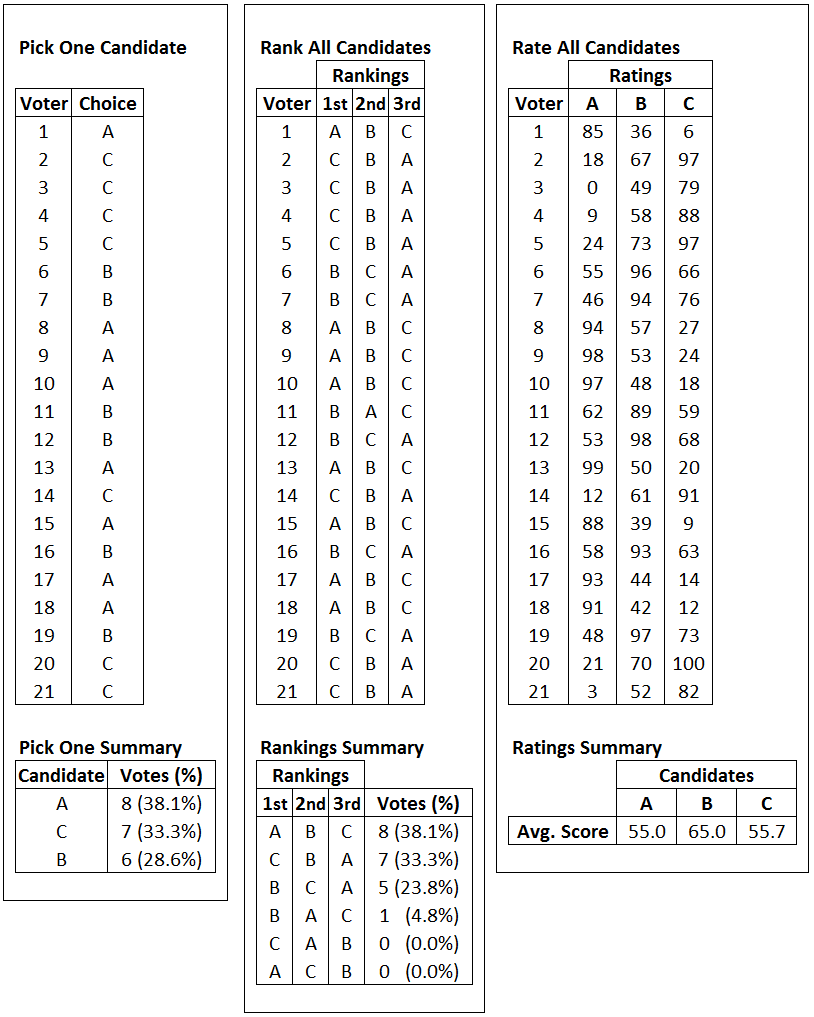 Pick One Candidate
Voter Choice
1 A
2 C
3 C
4 C
5 C
6 B
7 B
8 A
9 A
10 A
11 B
12 B
13 A
14 C
15 A
16 B
17 A
18 A
19 B
20 C
21 C
Pick One Summary
Candidate Votes (%)
A 8 (38.1%)
C 7 (33.3%)
B 6 (28.6%)
Rank All Candidates
Rankings
Voter 1st 2nd 3rd
1 A B C
2 C B A
3 C B A
4 C B A
5 C B A
6 B C A
7 B C A
8 A B C
9 A B C
10 A B C
11 B A C
12 B C A
13 A B C
14 C B A
15 A B C
16 B C A
17 A B C
18 A B C
19 B C A
20 C B A
21 C B A
Rankings Summary
Rankings
1st 2nd 3rd Votes (%)
A B C 8 (38.1%)
C B A 7 (33.3%)
B C A 5 (23.8%)
B A C 1 (4.8%)
C A B 0 (0.0%)
A C B 0 (0.0%)
Rate All Candidates
Ratings
Voter A B C
1 85 36 6
2 18 67 97
3 0 49 79
4 9 58 88
5 24 73 97
6 55 96 66
7 46 94 76
8 94 57 27
9 98 53 24
10 97 48 18
11 62 89 59
12 53 98 68
13 99 50 20
14 12 61 91
15 88 39 9
16 58 93 63
17 93 44 14
18 91 42 12
19 48 97 73
20 21 70 100
21 3 52 82
Ratings Summary
Candidates
A B C
Avg. Score 55.0 65.0 55.7